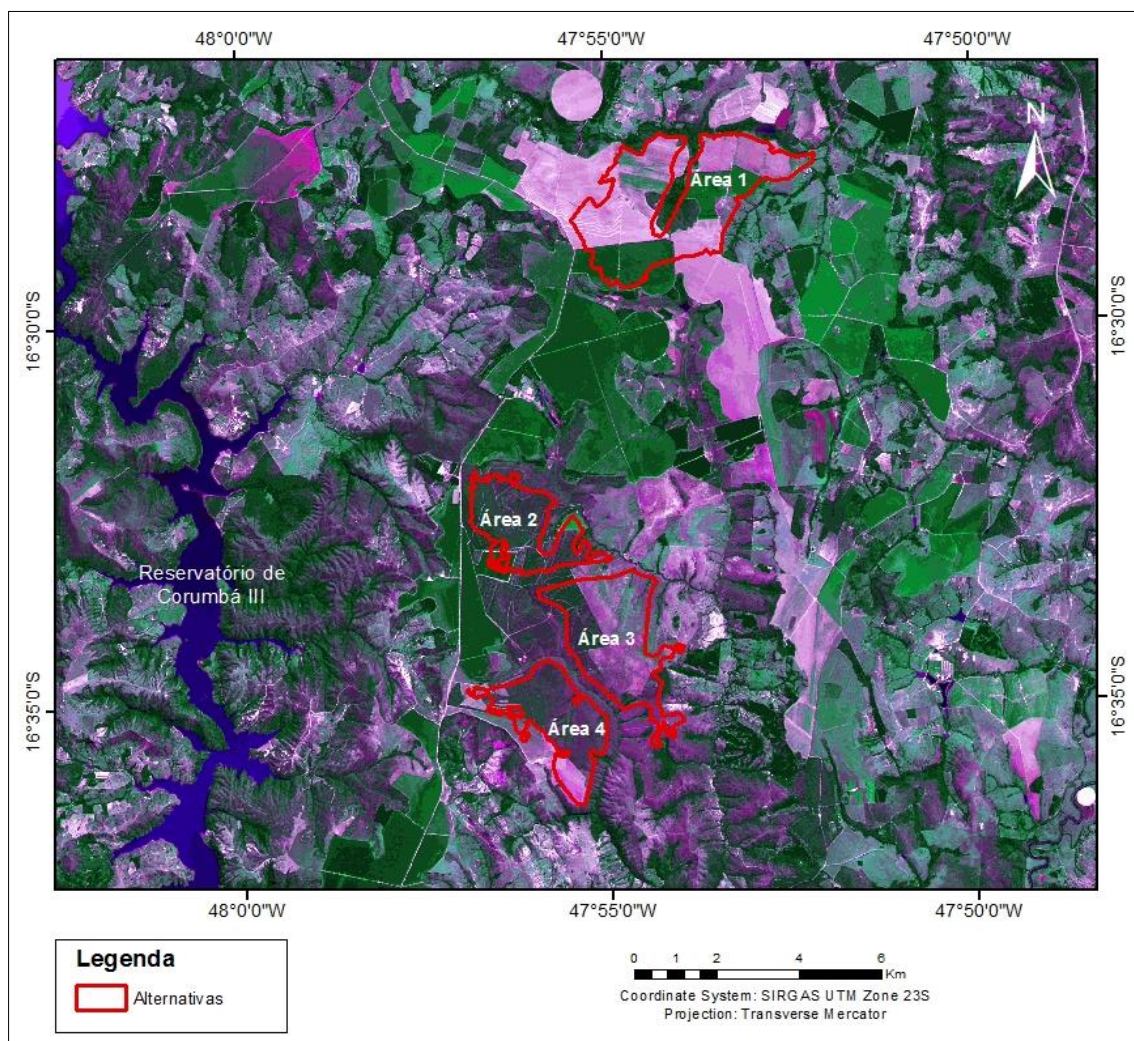 48°0'0"W
47°55'0"W
47°50'0"W
N
Área 1
16°30'0"S
16°30'0"S
Área 2
Reservatório de
Corumbá III
Área 3
16°35'0"S
16°35'0"S
Área 4
48°0'0"W
47°55'0"W
47°50'0"W
Legenda
Alternativas
0 1 2 4 6
Km
Coordinate System: SIRGAS UTM Zone 23S
Projection: Transverse Mercator